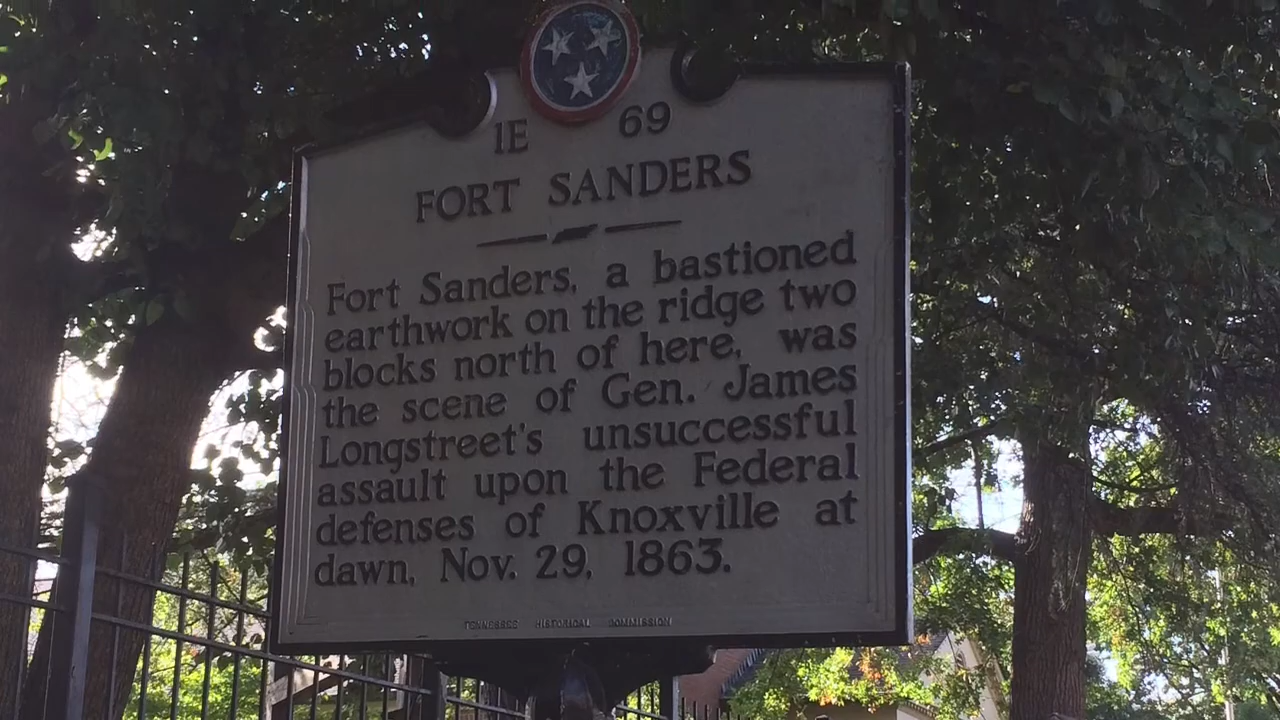 1E 69
FORT SANDERS
Fort Sanders, a bastioned
earthwork on the ridge two
blocks north of here, was
the scene of Gen. James
Longstreet's unsuccessful
assault upon the Federal
defenses of Knoxville at
dawn, Nov. 29, 1863.
TENNESSEE HISTORICAL COMMISSION